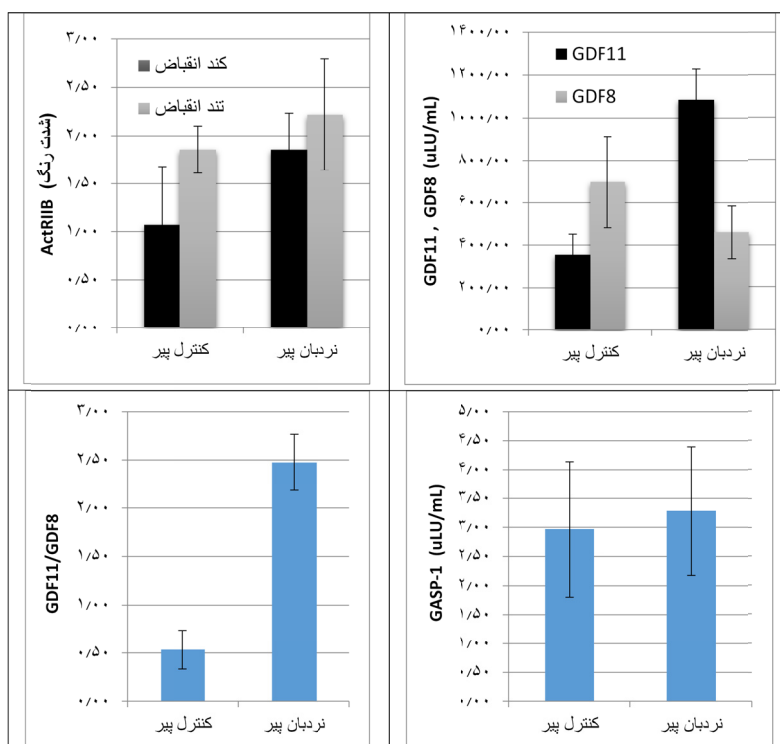 ۳/۰۰
۲/۵۰
۲/۰۰
۱/۵۰
۱/۰۰
۰/۵۰
۰/۰۰
ActRIIB (شدت رنگ)
کند انقباض
تند انقباض
کنترل پیر
نردبان پیر
۱۴۰۰/۰۰
۱۲۰۰/۰۰
۱۰۰۰/۰۰
۸۰۰/۰۰
۶۰۰/۰۰
۴۰۰/۰۰
۲۰۰/۰۰
۰/۰۰
GDF11 , GDF8 (uLU/mL)
GDF11
GDF8
کنترل پیر
نردبان پیر
۳/۰۰
۲/۵۰
۲/۰۰
۱/۵۰
۱/۰۰
۰/۵۰
۰/۰۰
GDF11/GDF8
کنترل پیر
نردبان پیر
۵/۰۰
۴/۵۰
۴/۰۰
۳/۵۰
۳/۰۰
۲/۵۰
۲/۰۰
۱/۵۰
۱/۰۰
۰/۵۰
۰/۰۰
GASP-1 (uLU/mL)
کنترل پیر
نردبان پیر